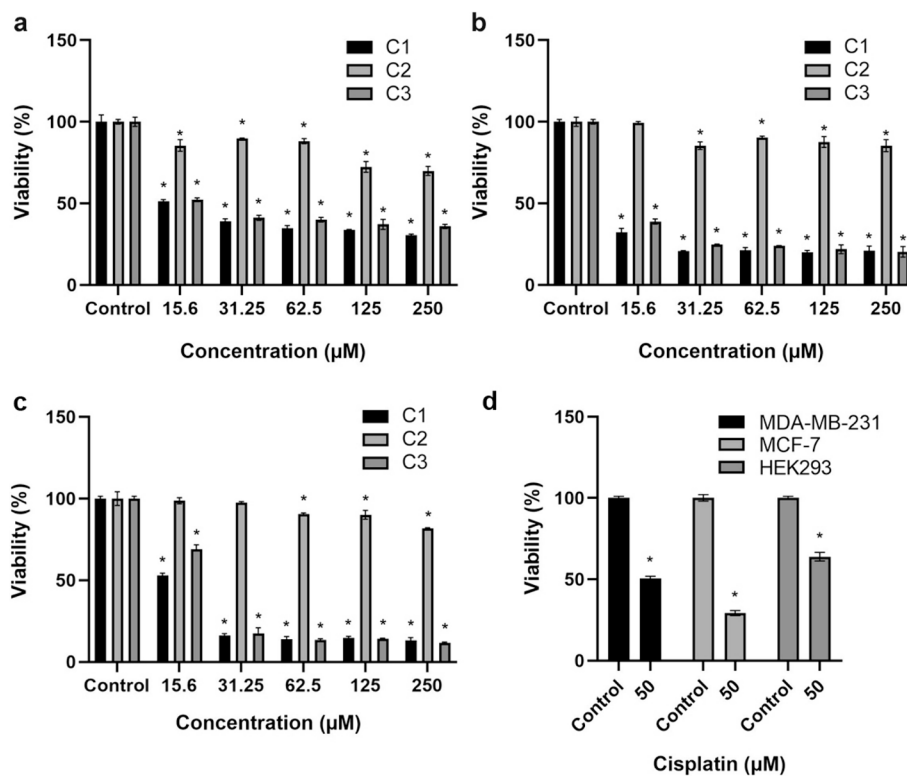 a
C1
C2
C3
150
100
50
0
Viability (%)
* * * * *
* * * * *
* * * * *
Control 15.6 31.25 62.5 125 250
Concentration (µM)
b
C1
C2
C3
150
100
50
0
Viability (%)
* * * *
* * * * *
* * * * *
Control 15.6 31.25 62.5 125 250
Concentration (µM)
c
C1
C2
C3
150
100
50
0
Viability (%)
* * *
* * * * *
* * * * *
Control 15.6 31.25 62.5 125 250
Concentration (µM)
d
MDA-MB-231
MCF-7
HEK293
150
100
50
0
Viability (%)
* * *
Control 50 Control 50 Control 50
Cisplatin (µM)